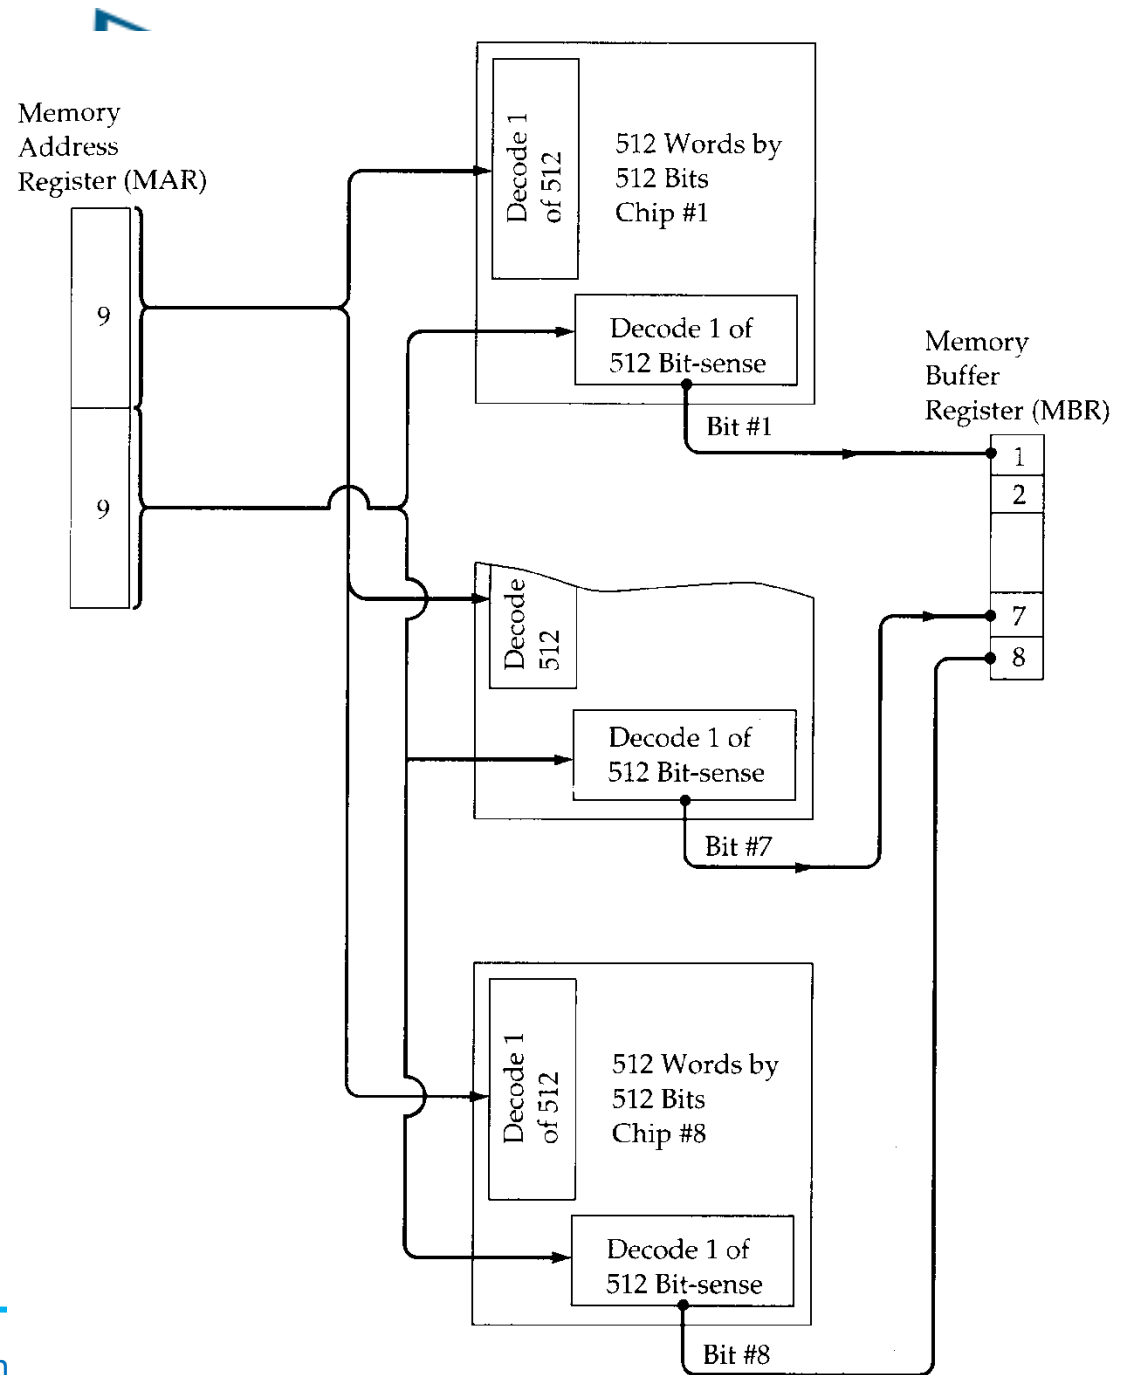 Memory
Address
Register (MAR)
9
9
Decode 1
of 512
512 Words by
512 Bits
Chip #1
Decode 1 of
512 Bit-sense
Bit #1
Memory
Buffer
Register (MBR)
1
2
7
8
Decode
512
Decode 1 of
512 Bit-sense
Bit #7
Decode 1
of 512
512 Words by
512 Bits
Chip #8
Decode 1 of
512 Bit-sense
Bit #8